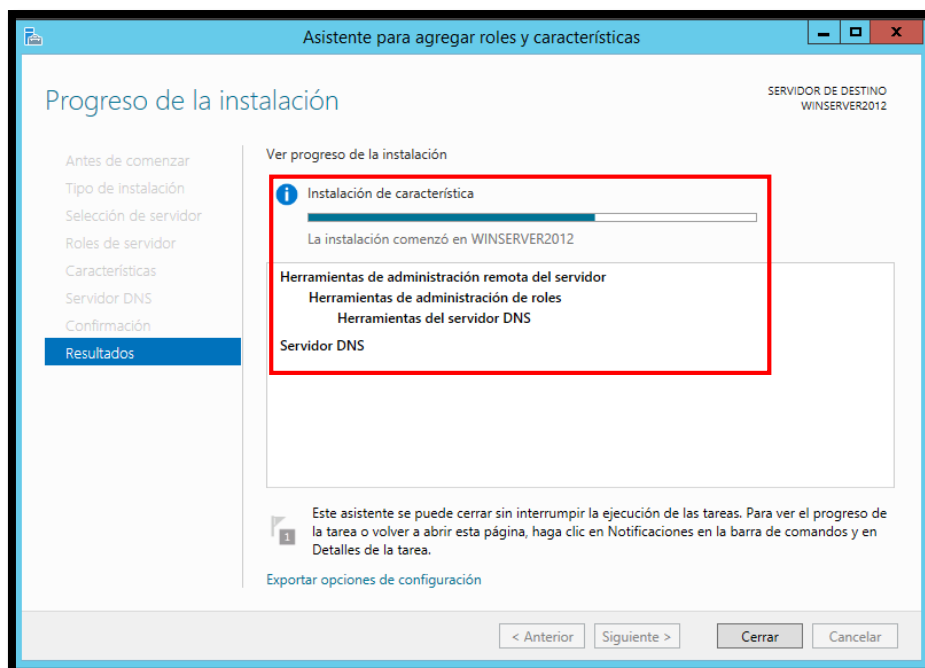 Asistente para agregar roles y características
x
Progreso de la instalación
SERVIDOR DE DESTINO
WINSERVER2012
Antes de comenzar
Tipo de instalación
Selección de servidor
Roles de servidor
Características
Servidor DNS
Confirmación
Resultados
Ver progreso de la instalación
Instalación de característica
La instalación comenzó en WINSERVER2012
Herramientas de administración remota del servidor
Herramientas de administración de roles
Herramientas del servidor DNS
Servidor DNS
1
Este asistente se puede cerrar sin interrumpir la ejecución de las tareas. Para ver el progreso de
la tarea o volver a abrir esta página, haga clic en Notificaciones en la barra de comandos y en
Detalles de la tarea.
Exportar opciones de configuración
< Anterior
Siguiente >
Cerrar
Cancelar